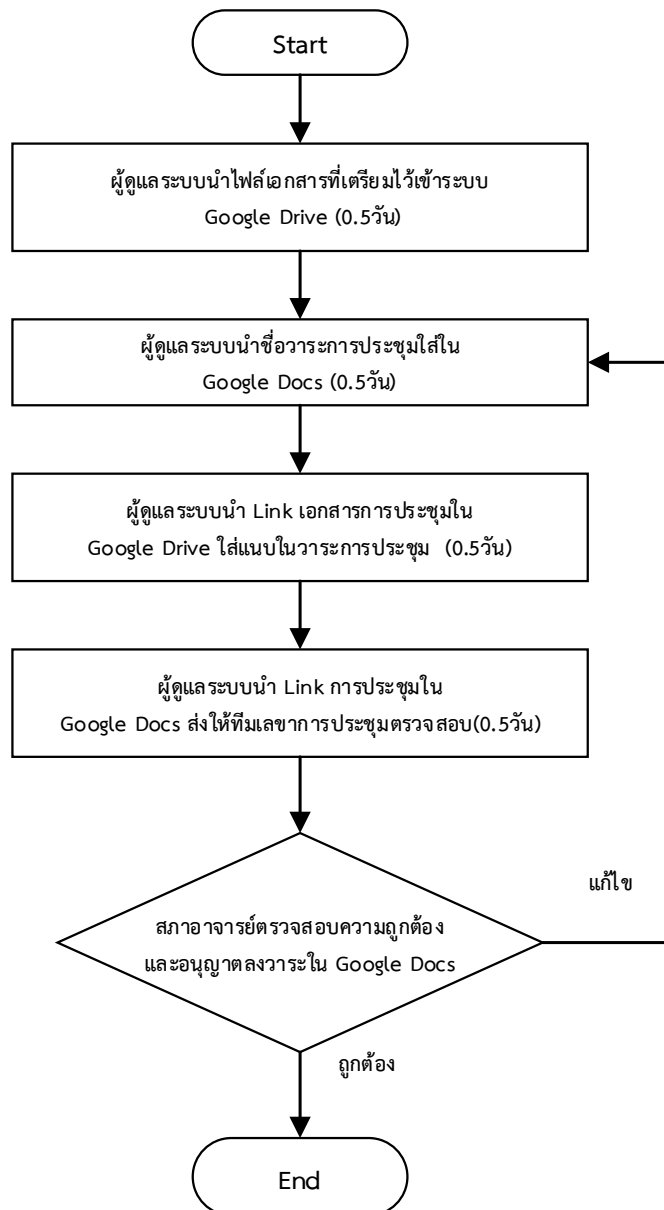 Start
ผู้ดูแลระบบนำไฟล์เอกสารที่เตรียมไว้เข้าระบบ
Google Drive (0.5วัน)
ผู้ดูแลระบบนำชื่อวาระการประชุมใส่ใน
Google Docs (0.5วัน)
ผู้ดูแลระบบนำ Link เอกสารการประชุมใน
Google Drive ใส่แนบในวาระการประชุม (0.5วัน)
ผู้ดูแลระบบนำ Link การประชุมใน
Google Docs ส่งให้ทีมเลขาการประชุมตรวจสอบ(0.5วัน)
แก้ไข
สภาอาจารย์ตรวจสอบความถูกต้อง
และอนุญาตลงวาระใน Google Docs
ถูกต้อง
End